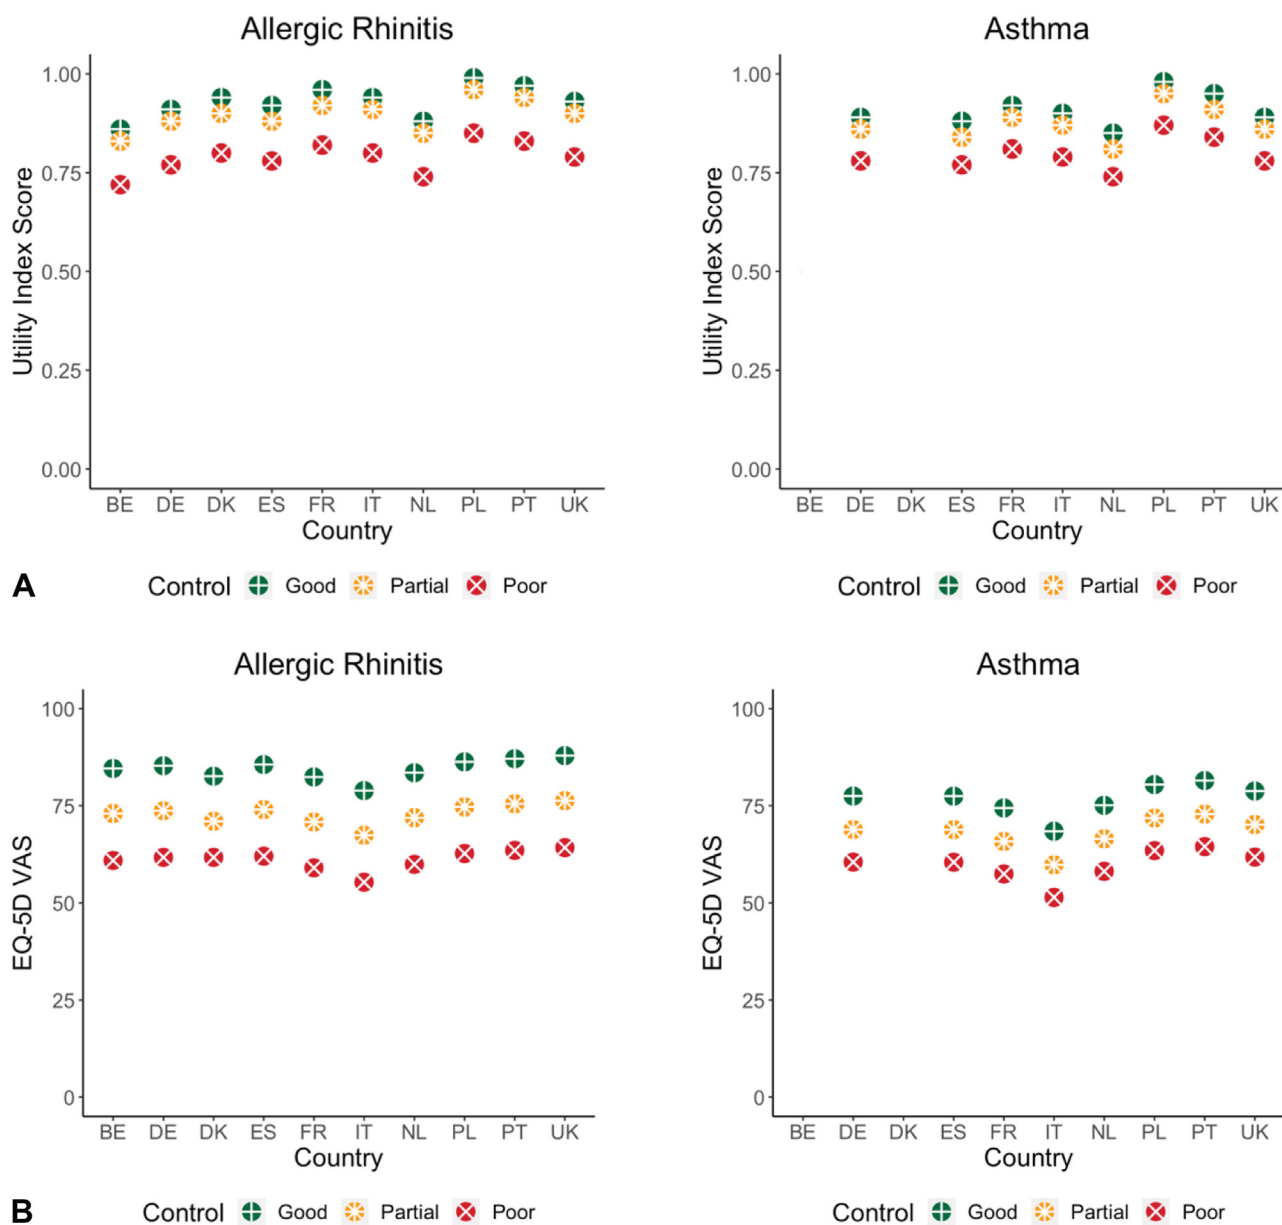 Allergic Rhinitis
Utility Index Score
1.00
0.75
0.50
0.25
0.00
BE DE DK ES FR IT NL PL PT UK
Country
Control Good Partial Poor
Asthma
Utility Index Score
1.00
0.75
0.50
0.25
0.00
BE DE DK ES FR IT NL PL PT UK
Country
Control Good Partial Poor
A
Allergic Rhinitis
EQ-5D VAS
100
75
50
25
0
BE DE DK ES FR IT NL PL PT UK
Country
Control Good Partial Poor
Asthma
EQ-5D VAS
100
75
50
25
0
BE DE DK ES FR IT NL PL PT UK
Country
Control Good Partial Poor
B